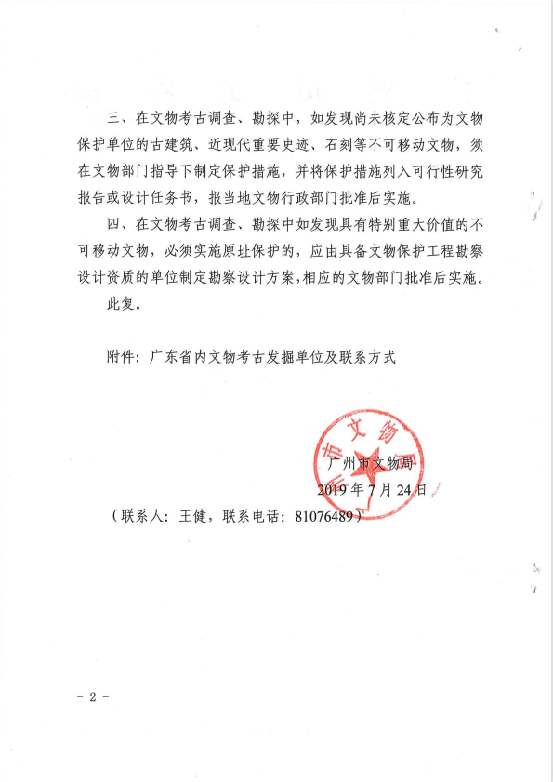 三、在文物考古调查、勘探中，如发现尚未核定公布为文物
保护单位的古建筑、近现代重要史迹、石刻等不可移动文物，须
在文物部门指导下制定保护措施，并将保护措施列入可行性研究
报告或设计任务书，报当地文物行政部门批准后实施。
四、在文物考古调查、勘探中如发现具有特别重大价值的不
可移动文物，必须实施原址保护的，应由具备文物保护工程勘察
设计资质的单位制定勘察设计方案，相应的文物部门批准后实施。
此复。
附件：广东省内文物考古发掘单位及联系方式
广州市文物局
广州市文物局
2019年7月24日
（联系人：王健，联系电话：81076489）
- 2 -